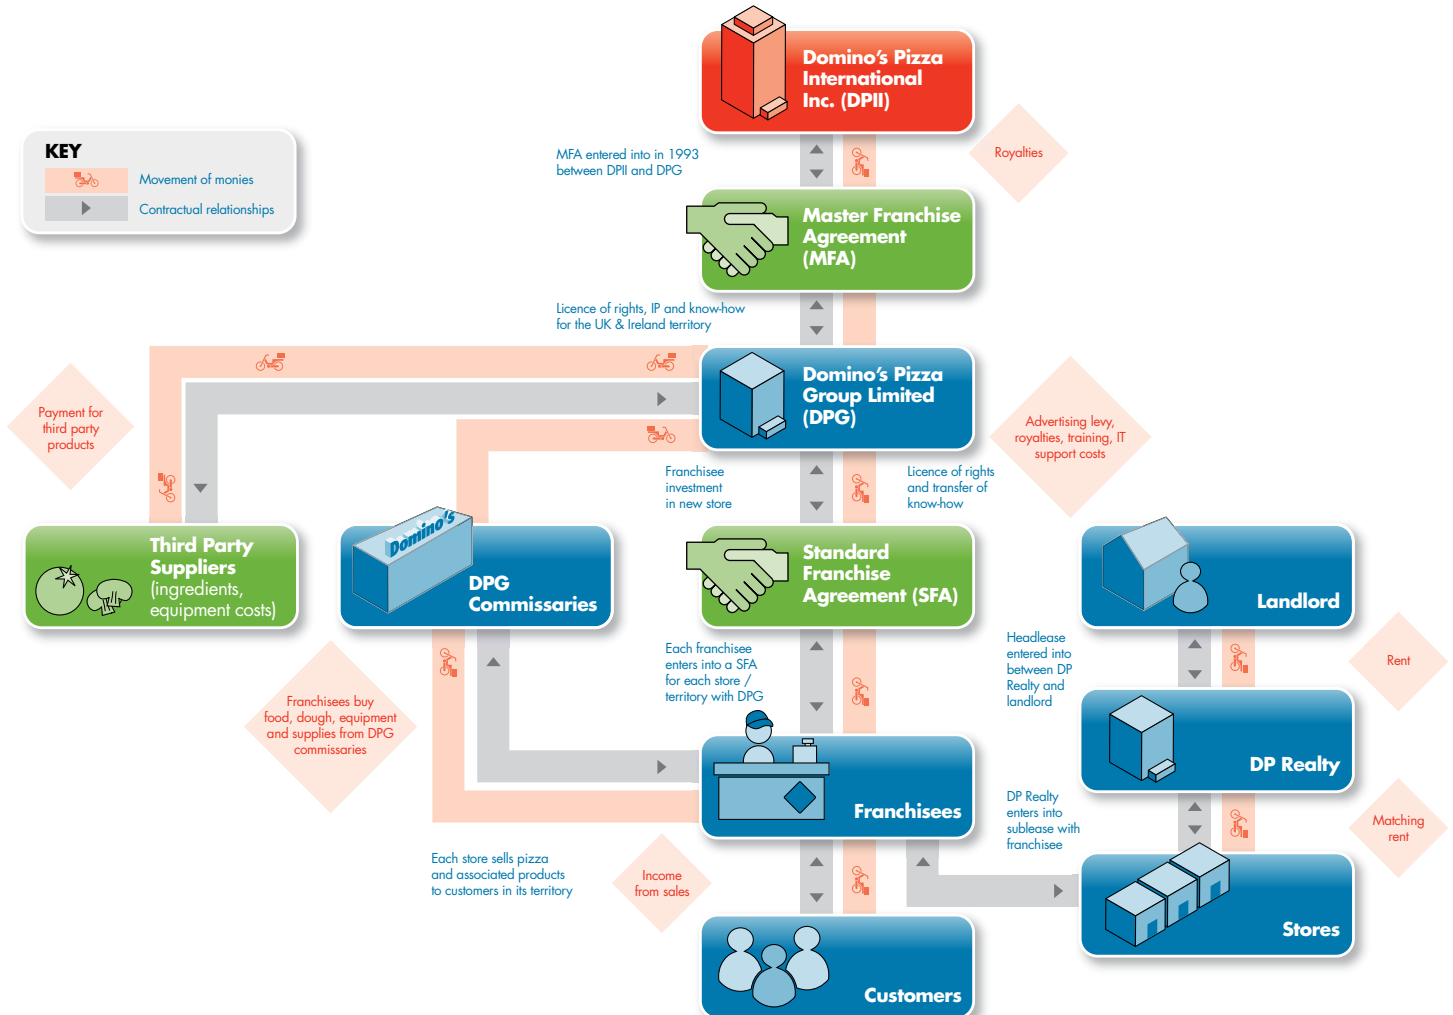 Domino's Pizza
International
Inc. (DPII)
KEY
Movement of monies
Contractual relationships
MFA entered into in 1993
between DPII and DPG
Royalties
Master Franchise
Agreement
(MFA)
Licence of rights, IP and know-how
for the UK & Ireland territory
Domino's Pizza
Group Limited
(DPG)
Payment for
third party
products
Advertising levy,
royalties, training, IT
support costs
Franchisee
investment
in new store
Licence of rights
and transfer of
know-how
Third Party
Suppliers
(ingredients,
equipment costs)
Domino's
DPG
Commissaries
Standard
Franchise
Agreement (SFA)
Landlord
Franchisees buy
food, dough, equipment
and supplies from DPG
commissaries
Each franchisee
enters into a SFA
for each store /
territory with DPG
Headlease
entered into
between DP
Realty and
landlord
Rent
Franchisees
DP Realty
DP Realty
enters into
sublease with
franchisee
Matching
rent
Each store sells pizza
and associated products
to customers in its territory
Income
from sales
Stores
Customers